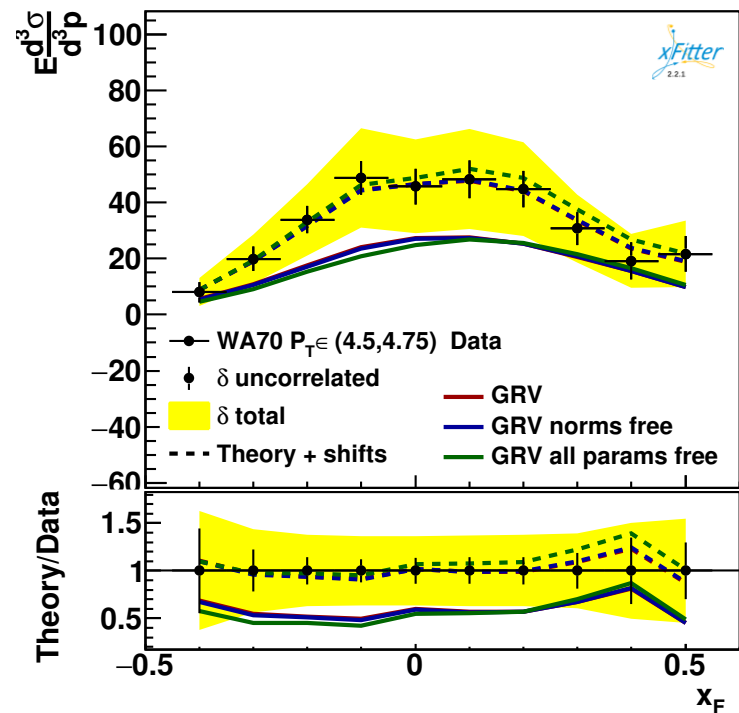 E d³σ/d³p
100
80
60
40
20
0
−20
−40
−60
xFitter
2.2.1
WA70 P_T ∈ (4.5,4.75) Data
δ uncorrelated
δ total
Theory + shifts
GRV
GRV norms free
GRV all params free
Theory/Data
1.5
1
0.5
−0.5
0
0.5
x_F